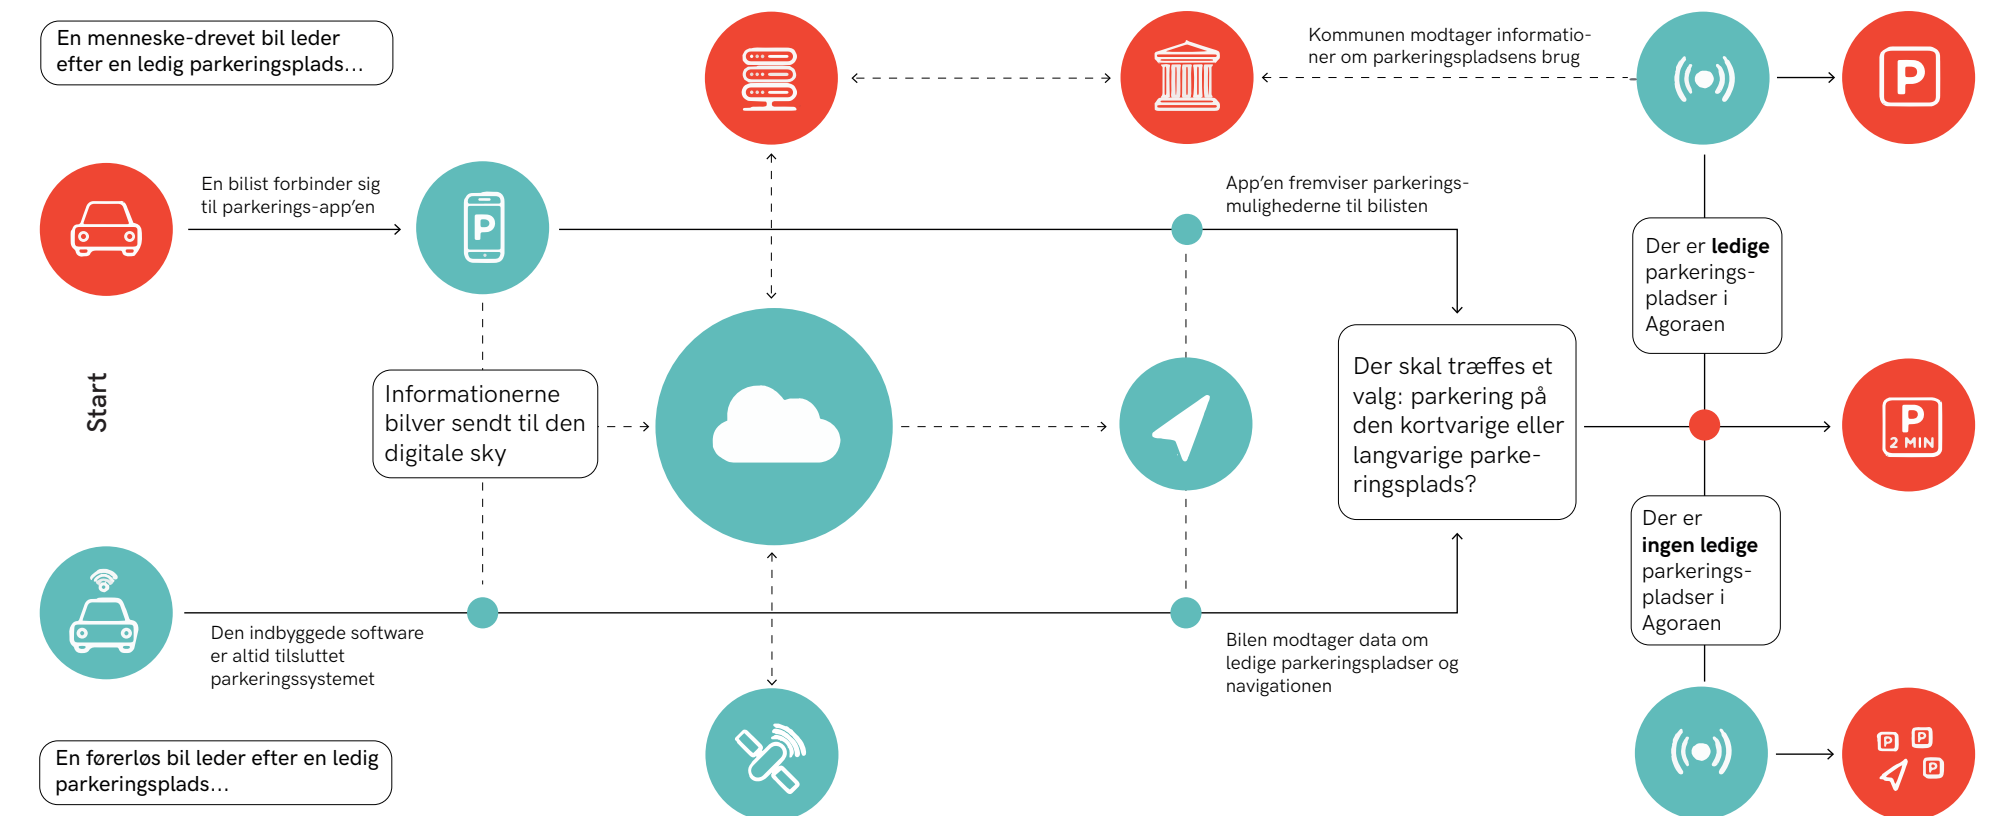 En menneske-drevet bil leder
efter en ledig parkeringsplads...
Kommunen modtager informatio-
ner om parkeringspladsens brug
P
En bilist forbinder sig
til parkerings-app'en
P
App'en fremviser parkerings-
mulighederne til bilisten
Der er ledige
parkerings-
pladser i
Agoraen
Start
Informationerne
bilver sendt til den
digitale sky
Der skal træffes et
valg: parkering på
den kortvarige eller
langvarige parke-
ringsplads?
P
2 MIN
Der er
ingen ledige
parkerings-
pladser i
Agoraen
Den indbyggede software
er altid tilsluttet
parkeringssystemet
Bilen modtager data om
ledige parkeringspladser og
navigationen
En førerløs bil leder efter en ledig
parkeringsplads...
P P
P